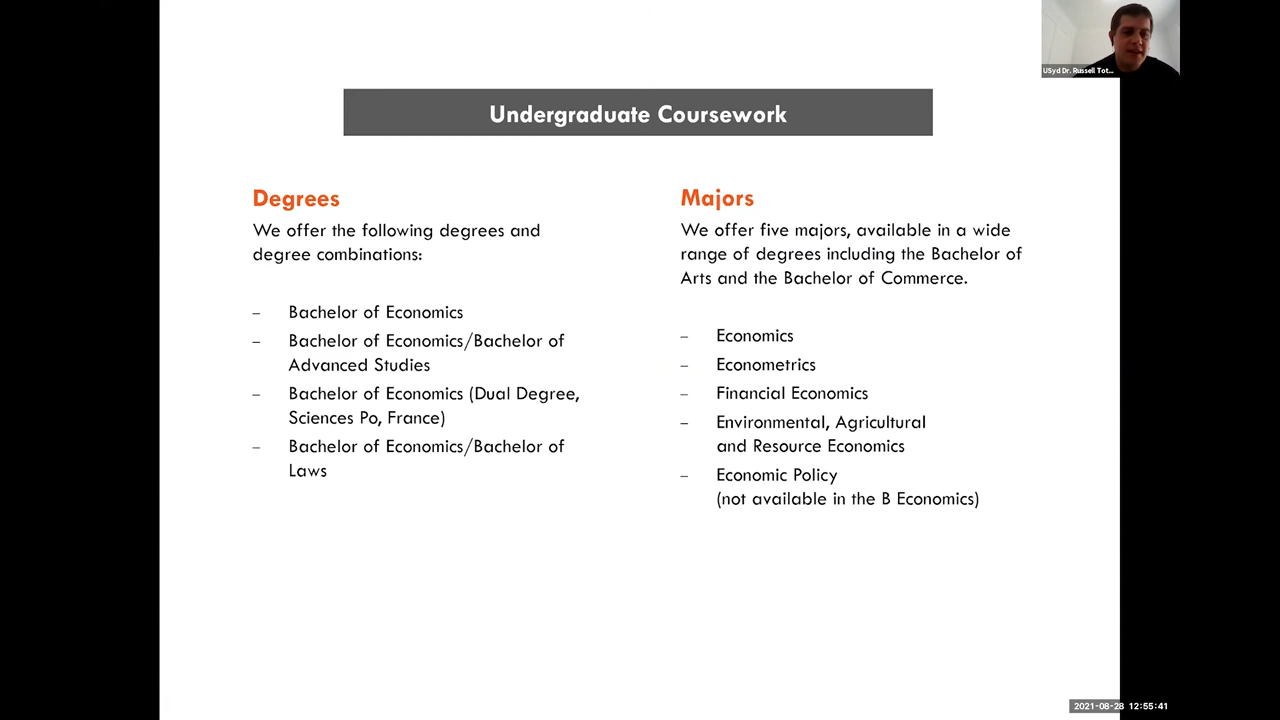 USyd Dr. Russell Tot...
Undergraduate Coursework
Degrees
We offer the following degrees and
degree combinations:
– Bachelor of Economics
– Bachelor of Economics/Bachelor of
Advanced Studies
– Bachelor of Economics (Dual Degree,
Sciences Po, France)
– Bachelor of Economics/Bachelor of
Laws
Majors
We offer five majors, available in a wide
range of degrees including the Bachelor of
Arts and the Bachelor of Commerce.
– Economics
– Econometrics
– Financial Economics
– Environmental, Agricultural
and Resource Economics
– Economic Policy
(not available in the B Economics)
2021-08-28 12:55:41